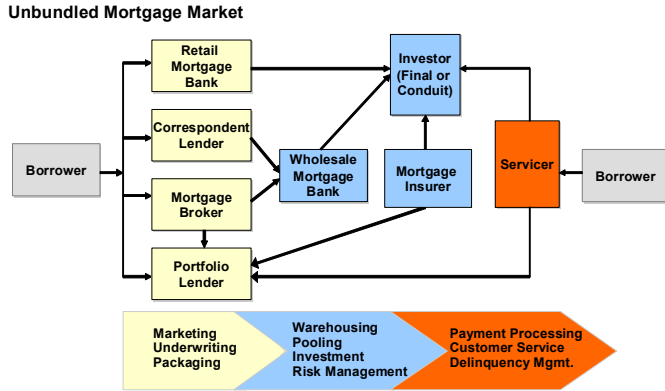 Unbundled Mortgage Market
Retail
Mortgage
Bank
Investor
(Final or
Conduit)
Correspondent
Lender
Borrower
Wholesale
Mortgage
Bank
Mortgage
Insurer
Servicer
Borrower
Mortgage
Broker
Portfolio
Lender
Marketing
Underwriting
Packaging
Warehousing
Pooling
Investment
Risk Management
Payment Processing
Customer Service
Delinquency Mgmt.